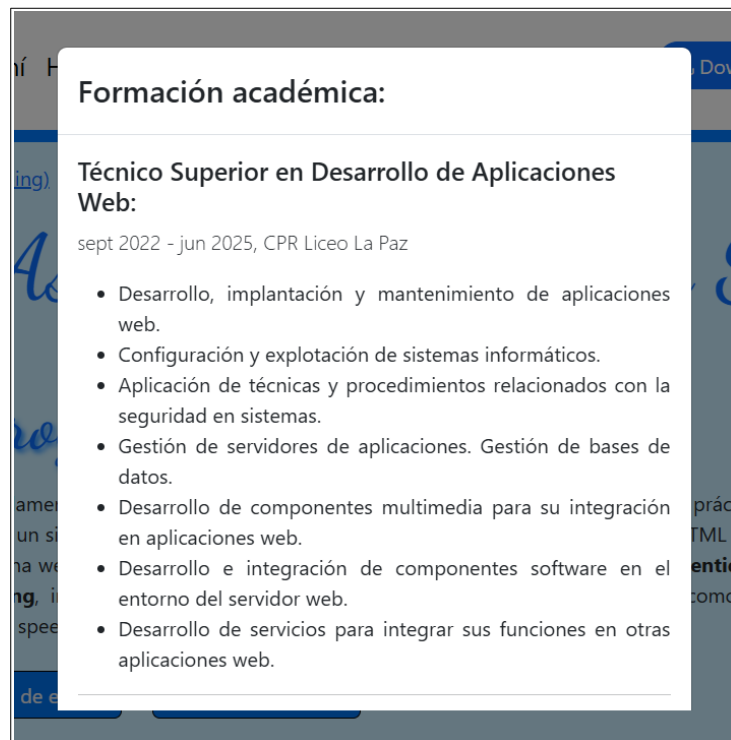 Formación académica:
Técnico Superior en Desarrollo de Aplicaciones
Web:
sept 2022 - jun 2025, CPR Liceo La Paz
• Desarrollo, implantación y mantenimiento de aplicaciones
web.
• Configuración y explotación de sistemas informáticos.
• Aplicación de técnicas y procedimientos relacionados con la
seguridad en sistemas.
• Gestión de servidores de aplicaciones. Gestión de bases de
datos.
• Desarrollo de componentes multimedia para su integración
en aplicaciones web.
• Desarrollo e integración de componentes software en el
entorno del servidor web.
• Desarrollo de servicios para integrar sus funciones en otras
aplicaciones web.